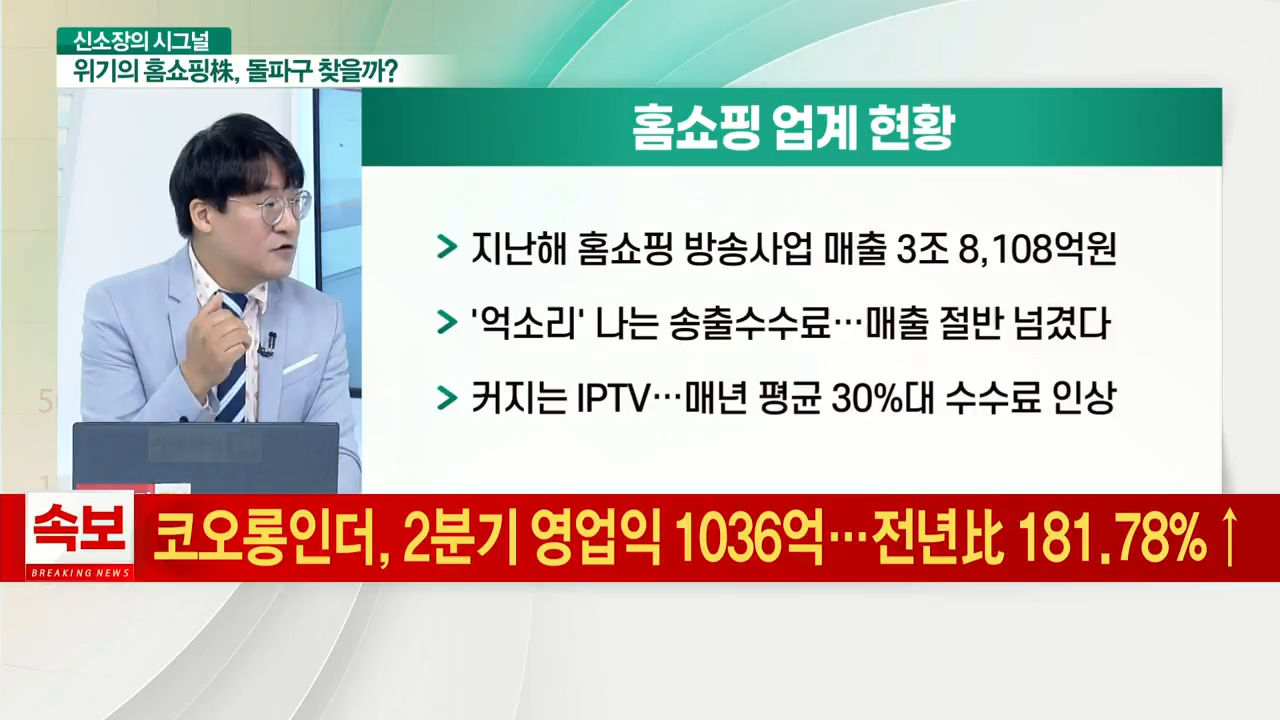 신소장의 시그널
위기의 홈쇼핑株, 돌파구 찾을까?
홈쇼핑 업계 현황
> 지난해 홈쇼핑 방송사업 매출 3조 8,108억원
> '억소리' 나는 송출수수료…매출 절반 넘겼다
> 커지는 IPTV…매년 평균 30%대 수수료 인상
속보
BREAKING NEWS
코오롱인더, 2분기 영업익 1036억…전년比 181.78%↑